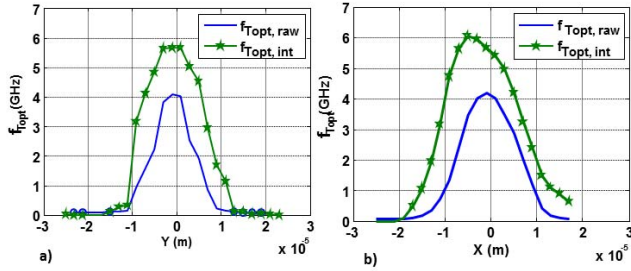 7
6
5
4
3
2
1
0
f_Topt(GHz)
f_Topt, raw
f_Topt, int
-3 -2 -1 0 1 2 3
Y (m)
x 10^-5
a)
7
6
5
4
3
2
1
0
f_Topt(GHz)
f_Topt, raw
f_Topt, int
-3 -2 -1 0 1 2 3
X (m)
x 10^-5
b)